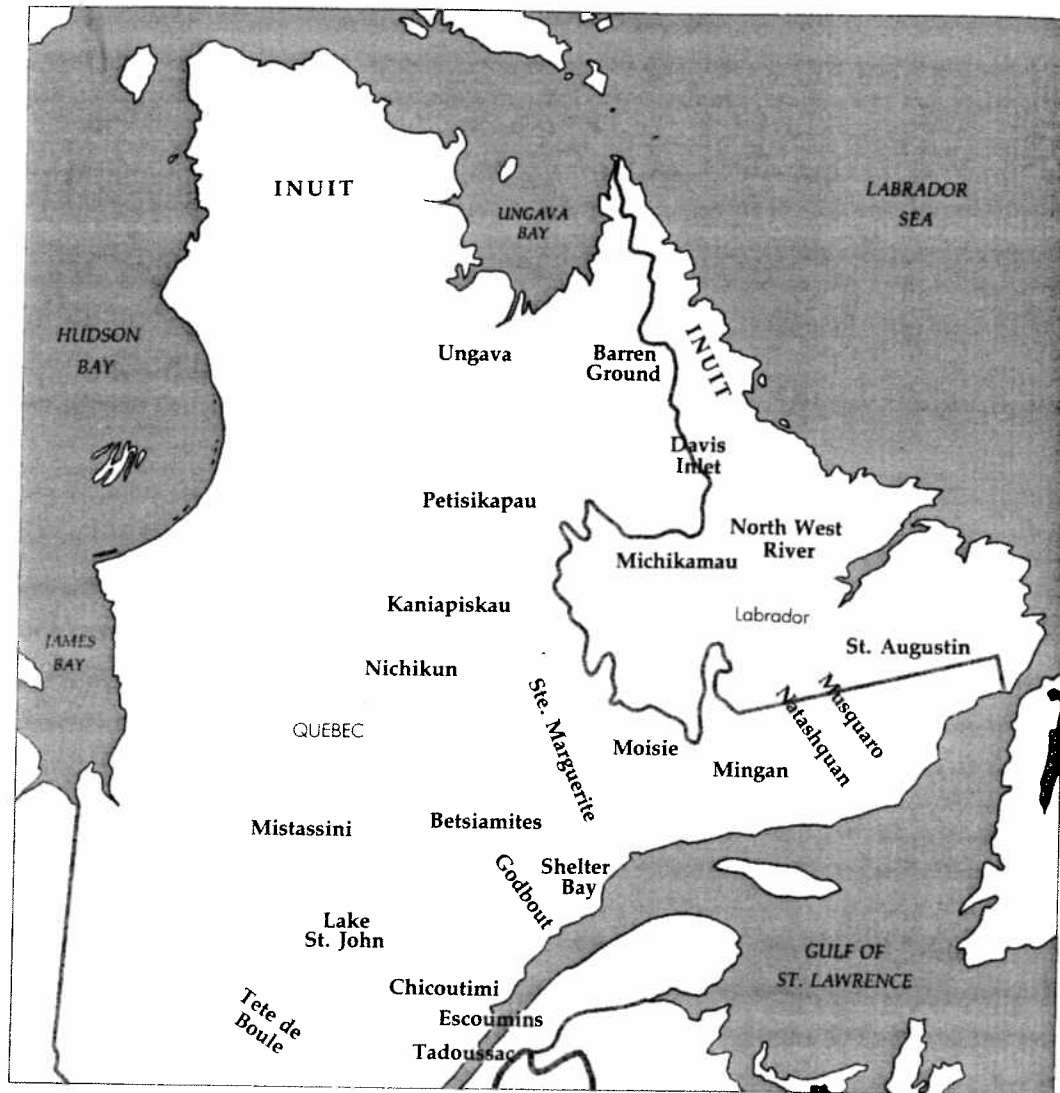 INUIT
LABRADOR
SEA
UNGAVA
BAY
HUDSON
BAY
INUIT
Ungava
Barren
Ground
Davis
Inlet
Petisikapau
North West
River
Michikamau
Kaniapiskau
Labrador
JAMES
BAY
St. Augustin
Nichikun
Ste. Marguerite
Musquaro
Natashquan
QUEBEC
Moisie
Mingan
Mistassini
Betsiamites
Godbout
Shelter
Bay
Lake
St. John
GULF OF
ST. LAWRENCE
Chicoutimi
Tete de
Boule
Escoumins
Tadoussac